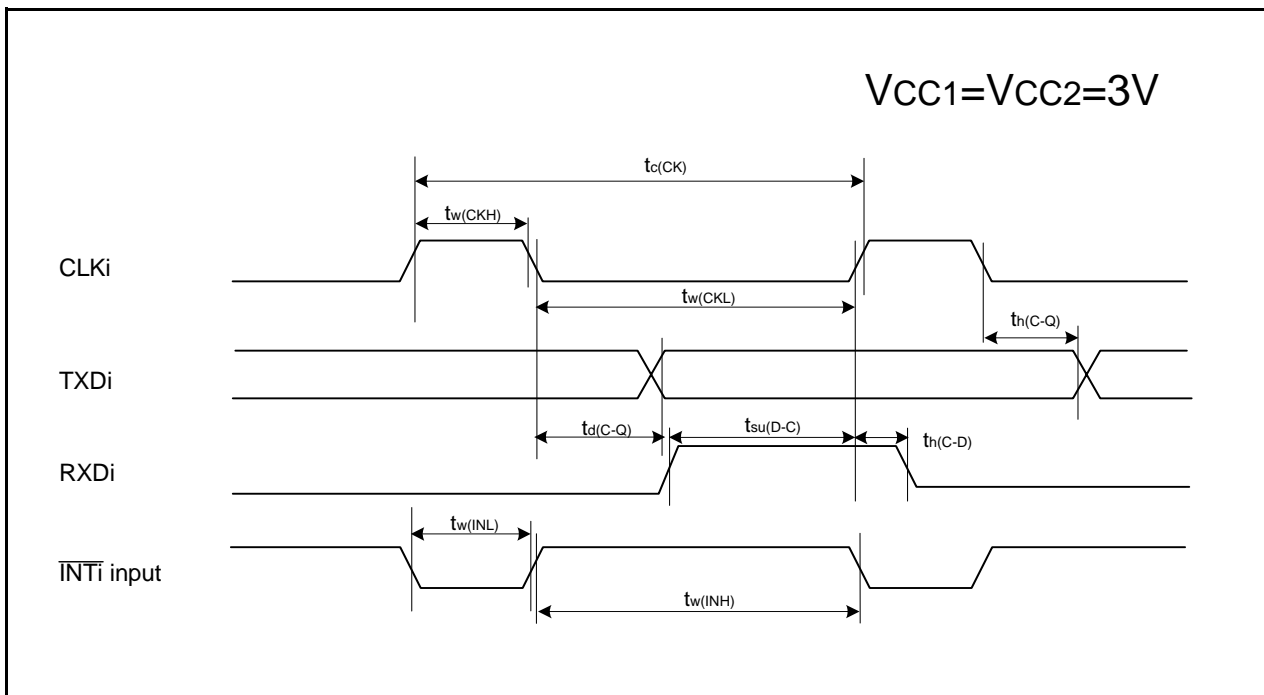 VCC1=VCC2=3V
tc(CK)
tw(CKH)
CLKi
tw(CKL)
th(C-Q)
TXDi
td(C-Q)
tsu(D-C)
th(C-D)
RXDi
tw(INL)
INTi input
tw(INH)